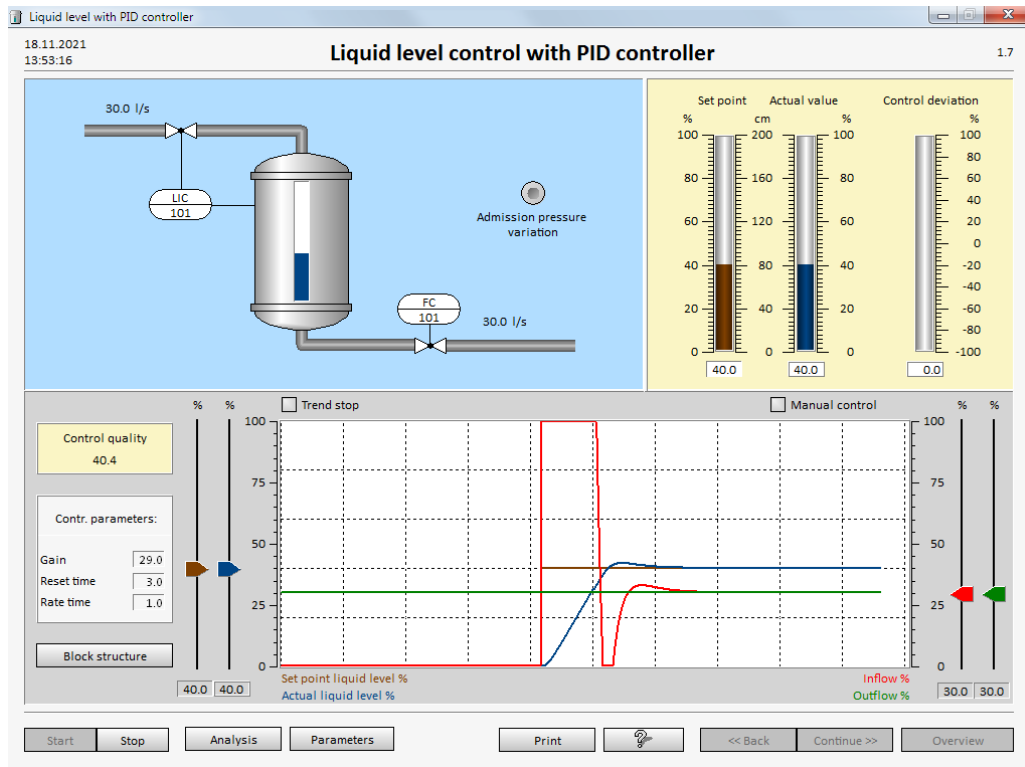 Liquid level with PID controller
18.11.2021
13:53:16
Liquid level control with PID controller
1.7
30.0 l/s
LIC
101
Admission pressure
variation
FC
101
30.0 l/s
Set point Actual value Control deviation
% cm % %
100 200 100 100
80
80 160 80 60
40
60 120 60 20
0
40 80 40 -20
-40
20 40 20 -60
-80
0 0 0 -100
40.0 40.0 0.0
% % Trend stop Manual control % %
Control quality
40.4
Contr. parameters:
Gain 29.0
Reset time 3.0
Rate time 1.0
Block structure
100 100
75 75
50 50
25 25
0 0
40.0 40.0
Set point liquid level % Inflow %
Actual liquid level % Outflow %
30.0 30.0
Start Stop Analysis Parameters Print ? << Back Continue >> Overview